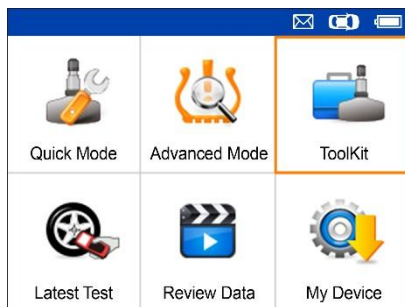 Quick Mode
Advanced Mode
ToolKit
Latest Test
Review Data
My Device